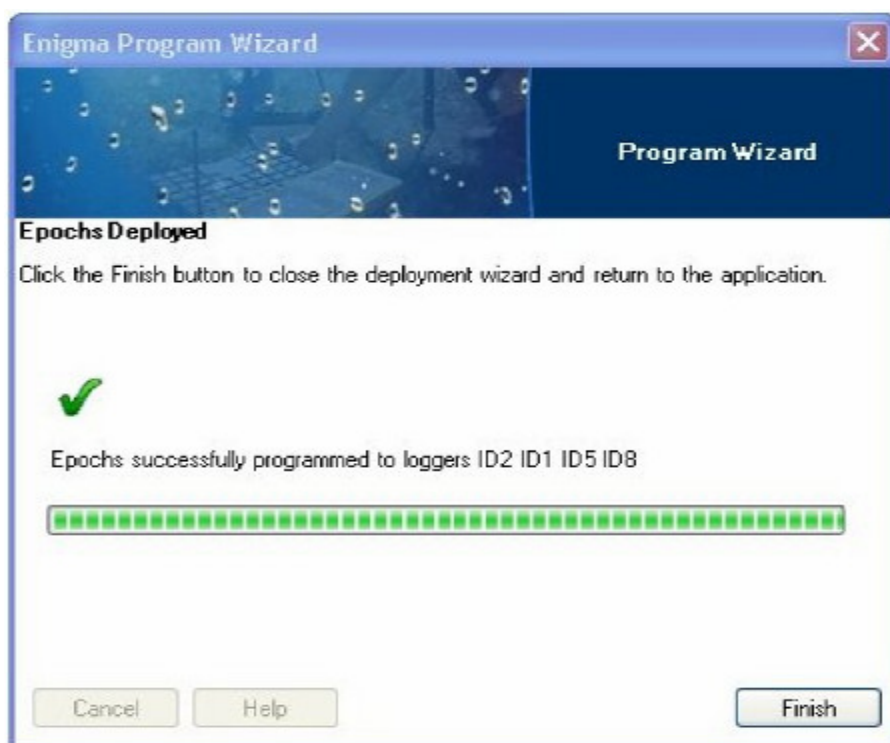 Enigma Program Wizard
Program Wizard
Epochs Deployed
Click the Finish button to close the deployment wizard and return to the application.
Epochs successfully programmed to loggers ID2 ID1 ID5 ID8
Cancel
Help
Finish